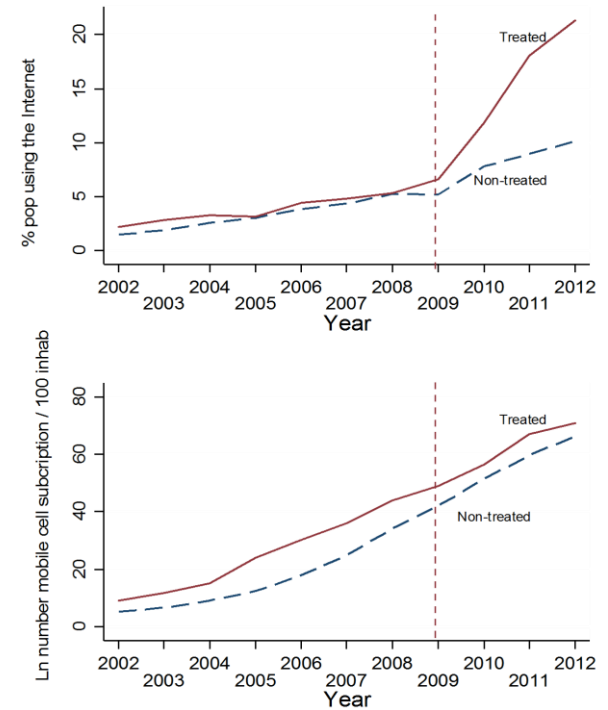 % pop using the Internet
20
15
10
5
0
Treated
Non-treated
2002 2003 2004 2005 2006 2007 2008 2009 2010 2011 2012
Year
Ln number mobile cell subcription / 100 inhab
80
60
40
20
0
Treated
Non-treated
2002 2003 2004 2005 2006 2007 2008 2009 2010 2011 2012
Year